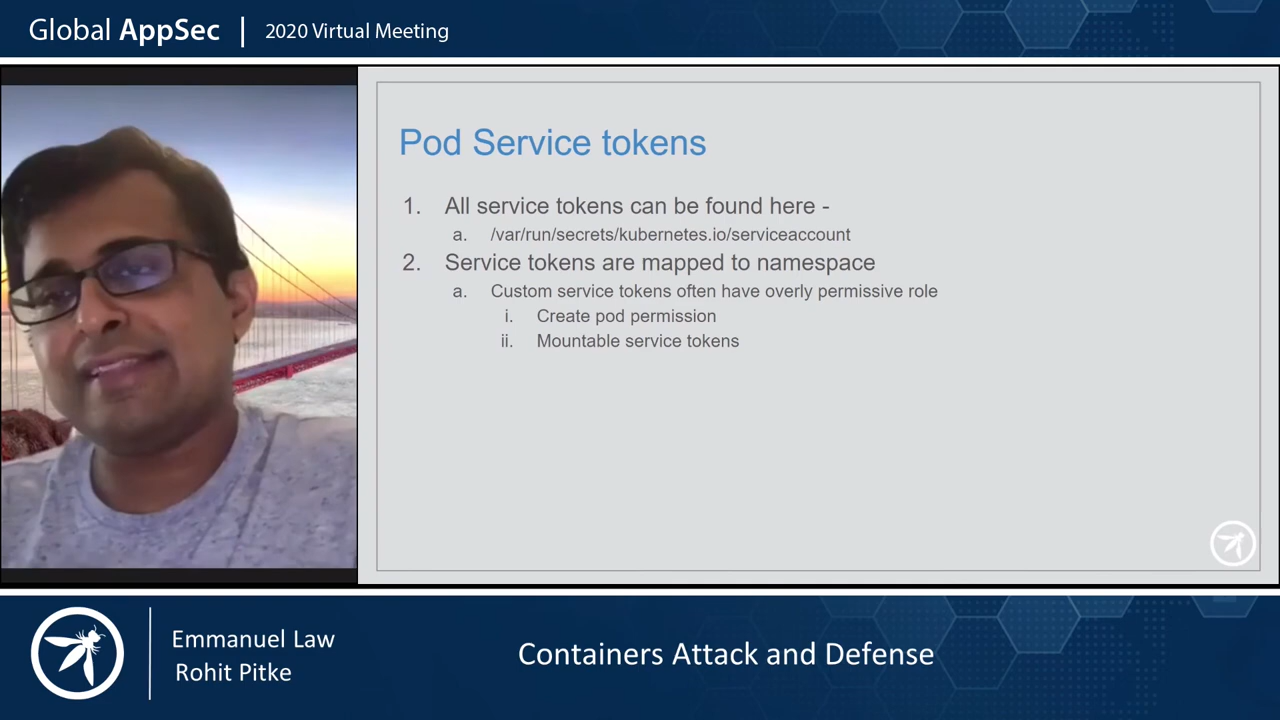 Global AppSec | 2020 Virtual Meeting
Pod Service tokens
1. All service tokens can be found here -
a. /var/run/secrets/kubernetes.io/serviceaccount
2. Service tokens are mapped to namespace
a. Custom service tokens often have overly permissive role
i. Create pod permission
ii. Mountable service tokens
Emmanuel Law
Rohit Pitke
Containers Attack and Defense